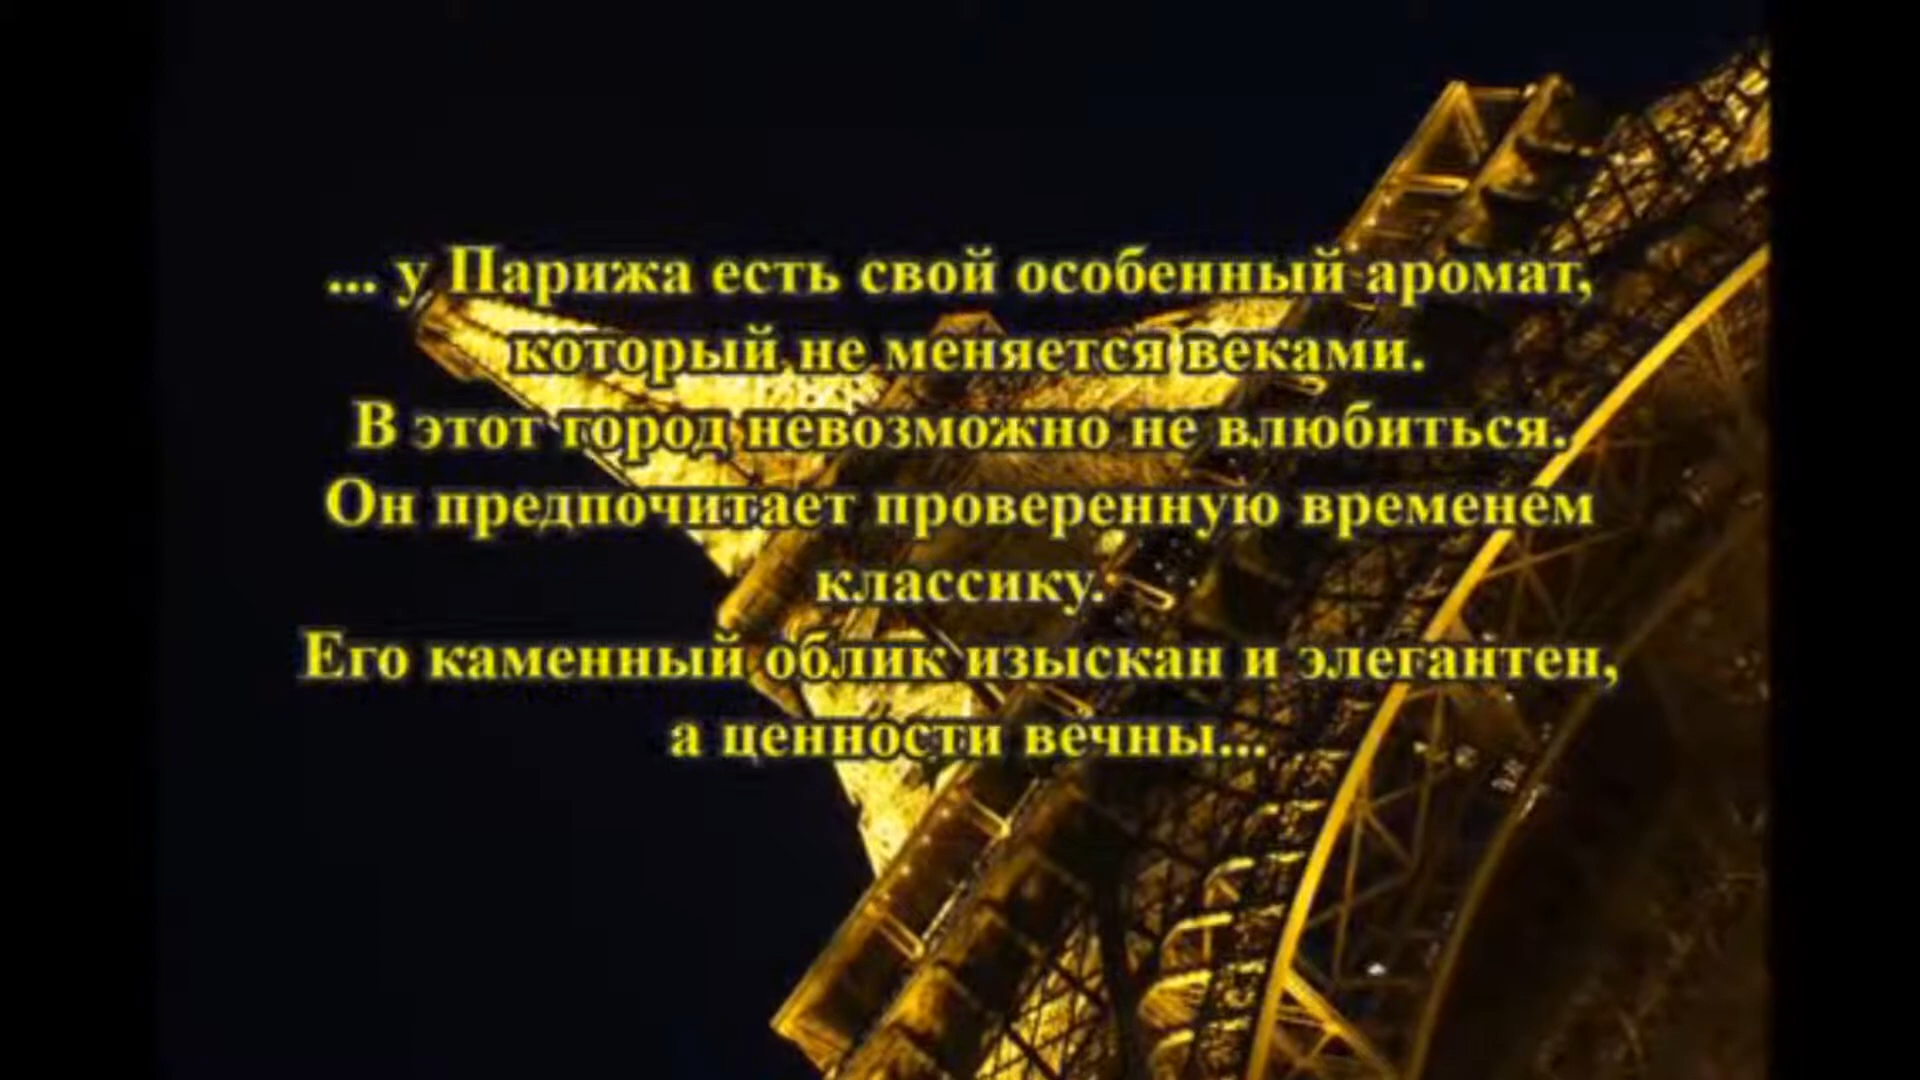 ... у Парижа есть свой особенный аромат,
который не меняется веками.
В этот город невозможно не влюбиться.
Он предпочитает проверенную временем
классику.
Его каменный облик изыскан и элегантен,
а ценности вечны...